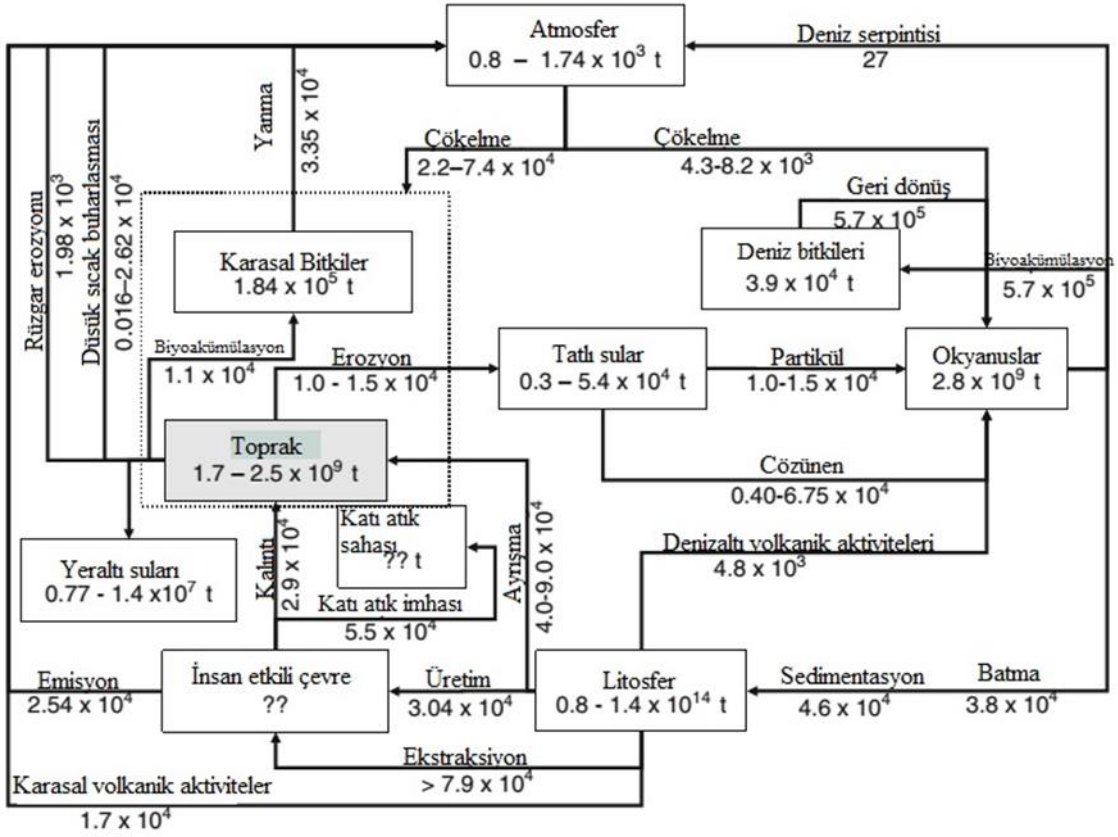 Atmosfer
0.8 – 1.74 x 10³ t
Deniz serpintisi
27
Rüzgar erozyonu
1.98 x 10³
Düsük sıcak buharlasması
0.016–2.62 x 10⁴
Yanma
3.35 x 10⁴
Çökelme
2.2–7.4 x 10⁴
Çökelme
4.3-8.2 x 10³
Geri dönüş
5.7 x 10⁵
Karasal Bitkiler
1.84 x 10⁵ t
Deniz bitkileri
3.9 x 10⁴ t
Biyoakümülasyon
5.7 x 10⁵
Biyoakümülasyon
1.1 x 10⁴
Erozyon
1.0 - 1.5 x 10⁴
Tatlı sular
0.3 – 5.4 x 10⁴ t
Partikül
1.0-1.5 x 10⁴
Okyanuslar
2.8 x 10⁹ t
Toprak
1.7 – 2.5 x 10⁹ t
Cözünen
0.40-6.75 x 10⁴
Yeraltı suları
0.77 - 1.4 x10⁷ t
Kalıntı
2.9 x 10⁴
Katı atık
sahası
?? t
Katı atık imhası
5.5 x 10⁴
Ayrışma
4.0-9.0 x 10⁴
Denizaltı volkanik aktiviteleri
4.8 x 10³
Emisyon
2.54 x 10⁴
İnsan etkili çevre
??
Üretim
3.04 x 10⁴
Litosfer
0.8 - 1.4 x 10¹⁴ t
Sedimentasyon
4.6 x 10⁴
Batma
3.8 x 10⁴
Ekstraksiyon
> 7.9 x 10⁴
Karasal volkanik aktiviteler
1.7 x 10⁴